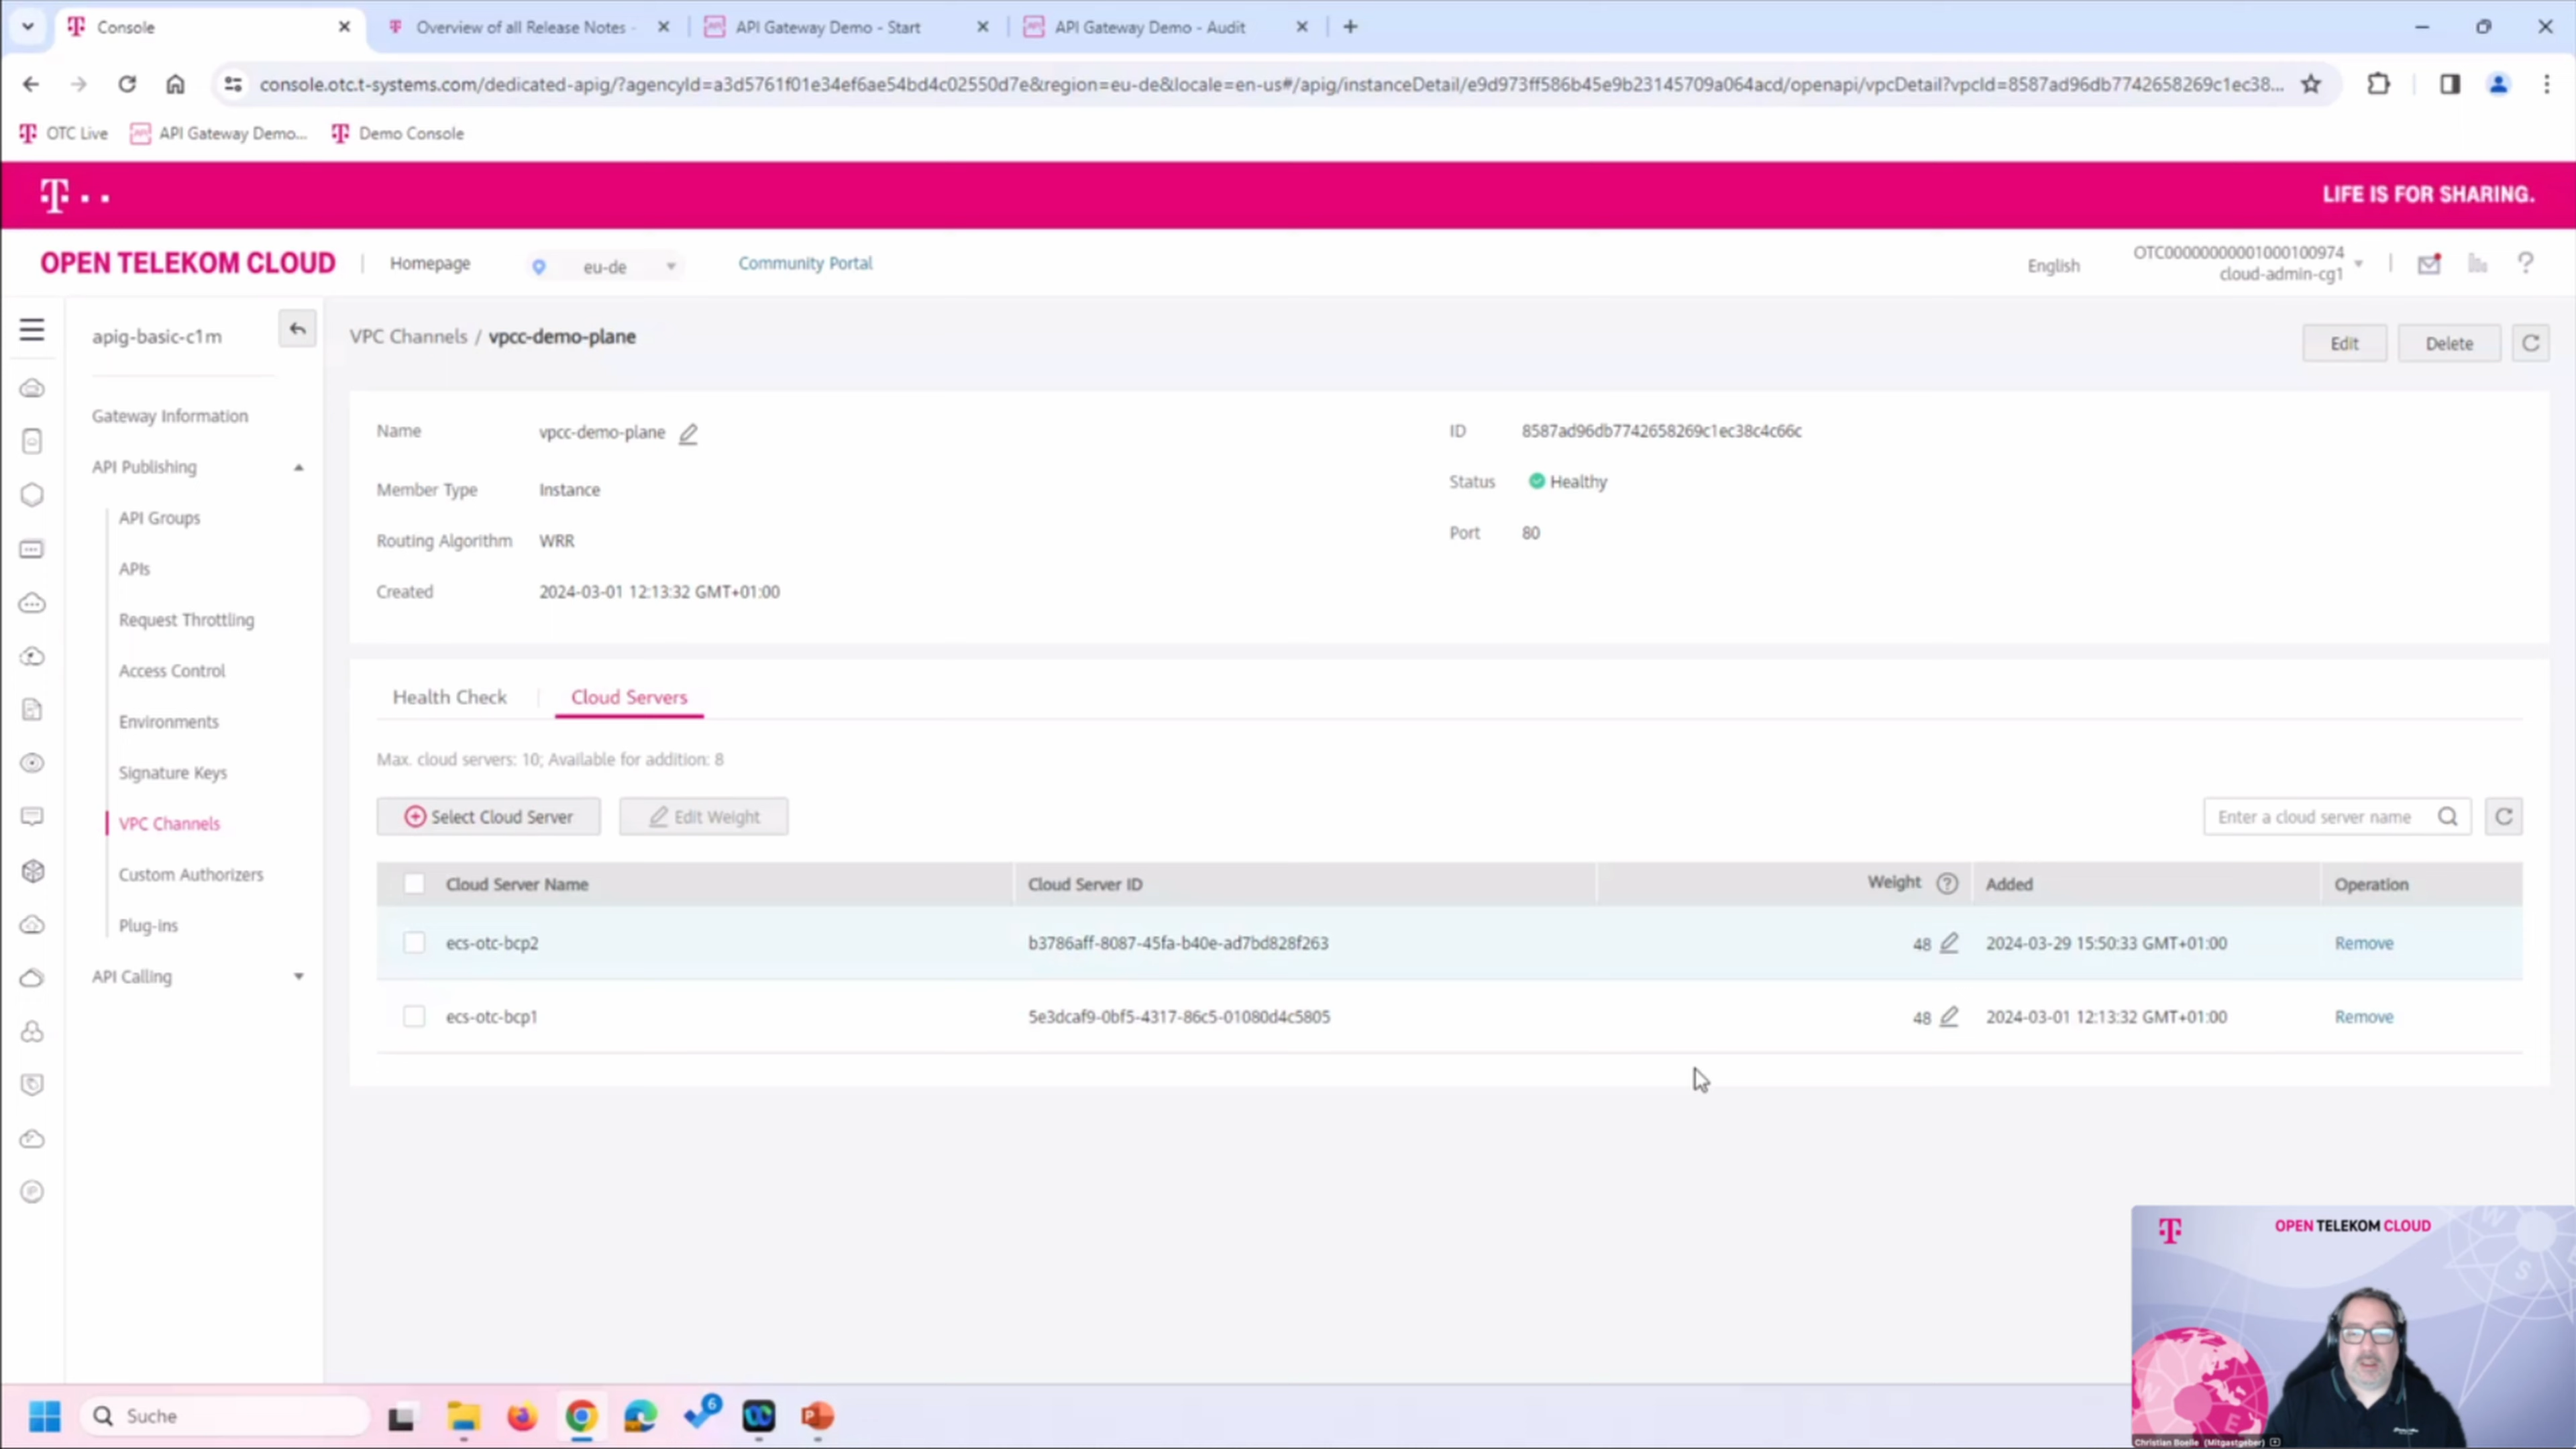 Console
Overview of all Release Notes -
API Gateway Demo - Start
API Gateway Demo - Audit
console.otc.t-systems.com/dedicated-apig/?agencyId=a3d5761f01e34ef6ae54bd4c02550d7e&region=eu-de&locale=en-us#/apig/instanceDetail/e9d973ff586b45e9b23145709a064acd/openapi/vpcDetail?vpcId=8587ad96db7742658269c1ec38...
OTC Live
API Gateway Demo...
Demo Console
LIFE IS FOR SHARING.
OPEN TELEKOM CLOUD
Homepage
eu-de
Community Portal
English
OTC00000000001000100974
cloud-admin-cg1
apig-basic-c1m
Gateway Information
API Publishing
API Groups
APIs
Request Throttling
Access Control
Environments
Signature Keys
VPC Channels
Custom Authorizers
Plug-ins
API Calling
VPC Channels / vpcc-demo-plane
Edit
Delete
Name vpcc-demo-plane
ID 8587ad96db7742658269c1ec38c4c66c
Member Type Instance
Status Healthy
Routing Algorithm WRR
Port 80
Created 2024-03-01 12:13:32 GMT+01:00
Health Check
Cloud Servers
Max. cloud servers: 10; Available for addition: 8
Select Cloud Server
Edit Weight
Enter a cloud server name
Cloud Server Name Cloud Server ID Weight Added Operation
ecs-otc-bcp2 b3786aff-8087-45fa-b40e-ad7bd828f263 48 2024-03-29 15:50:33 GMT+01:00 Remove
ecs-otc-bcp1 5e3dcaf9-0bf5-4317-86c5-01080d4c5805 48 2024-03-01 12:13:32 GMT+01:00 Remove
OPEN TELEKOM CLOUD
Christian Boelle (Mitgastgeber)
Suche
6